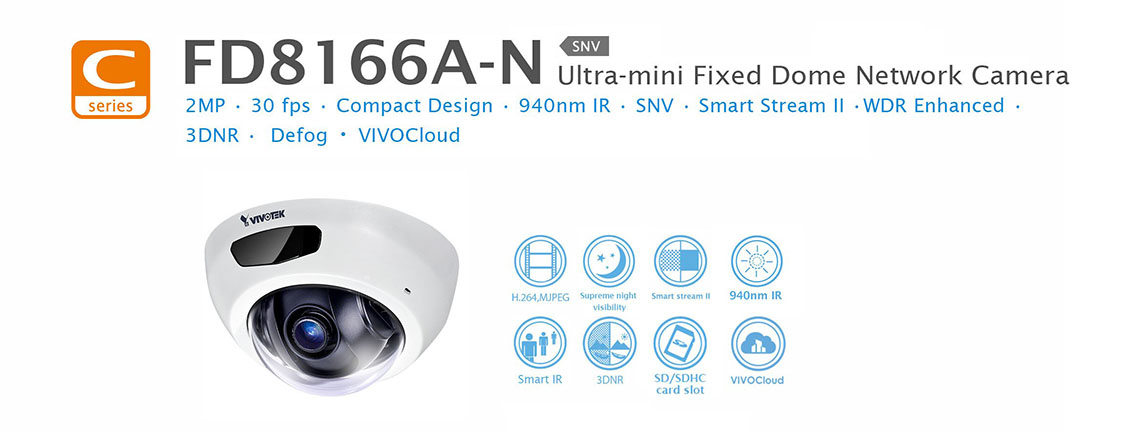 C
series
FD8166A-N
SNV
Ultra-mini Fixed Dome Network Camera
2MP · 30 fps · Compact Design · 940nm IR · SNV · Smart Stream II ·WDR Enhanced ·
3DNR · Defog · VIVOCloud
VIVOTEK
H.264,MJPEG
Supreme night
visibility
Smart stream II
940nm IR
Smart IR
3DNR
SD/SDHC
card slot
VIVOCloud